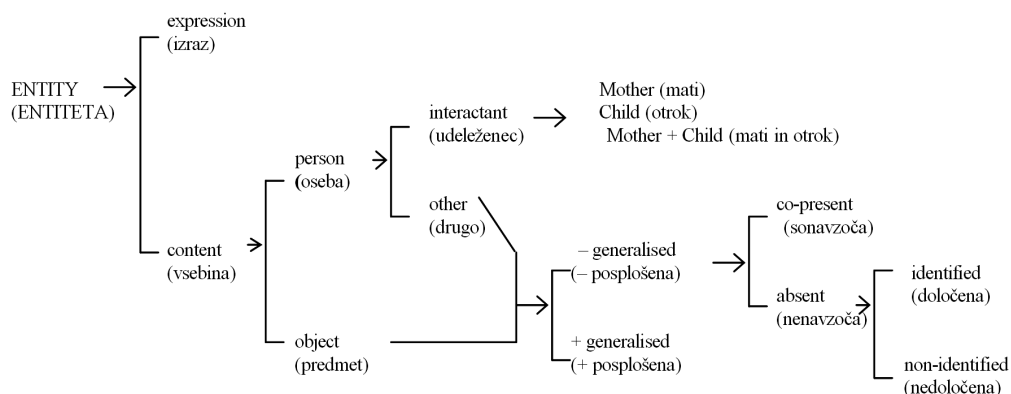 expression
(izraz)
ENTITY
(ENTITETA)
Mother (mati)
Child (otrok)
Mother + Child (mati in otrok)
interactant
(udeleženec)
person
(oseba)
other
(drugo)
co-present
(sonavzoča)
content
(vsebina)
– generalised
(– posplošena)
identified
(določena)
absent
(nenavzoča)
object
(predmet)
+ generalised
(+ posplošena)
non-identified
(nedoločena)